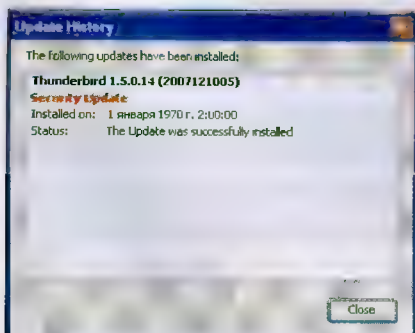 Update History
The following updates have been installed:
Thunderbird 1.5.0.14 (2007121005)
Security Update
Installed on: 1 января 1970 г. 2:00:00
Status: The Update was successfully installed
Close